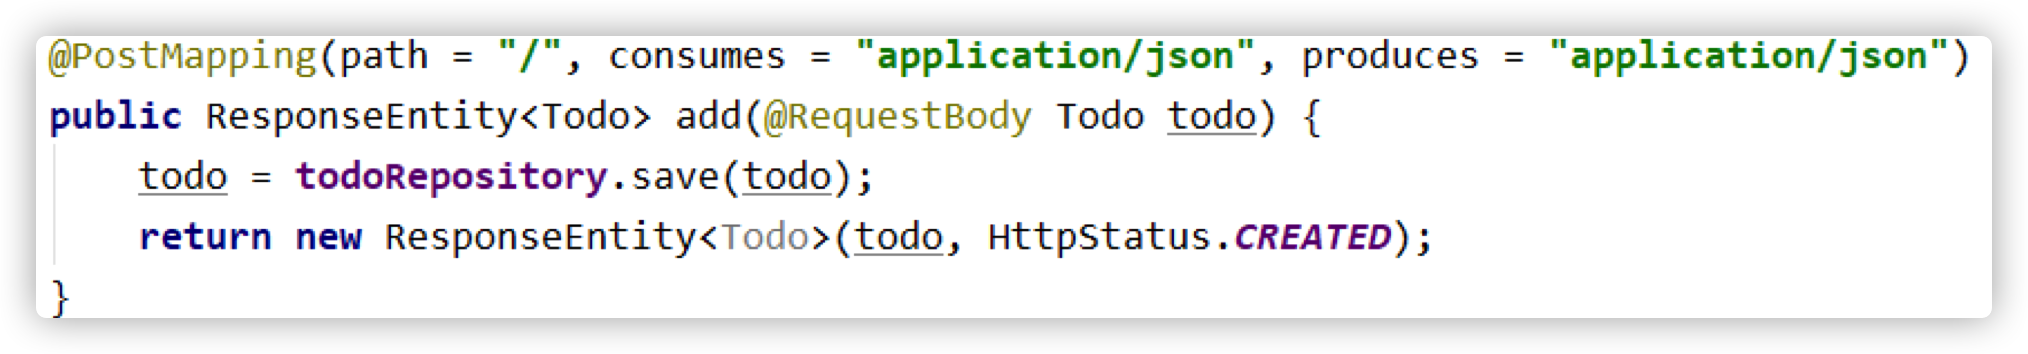 @PostMapping(path = "/", consumes = "application/json", produces = "application/json")
public ResponseEntity<Todo> add(@RequestBody Todo todo) {
    todo = todoRepository.save(todo);
    return new ResponseEntity<Todo>(todo, HttpStatus.CREATED);
}